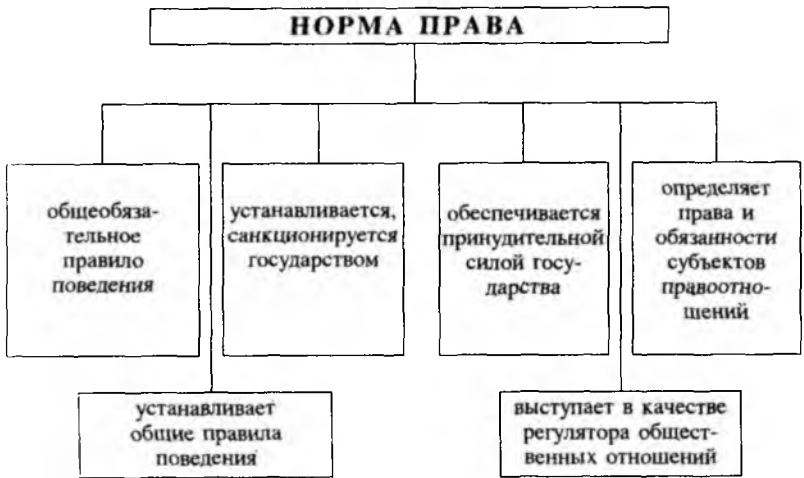 НОРМА ПРАВА
общеобяза-
тельное
правило
поведения
устанавливается,
санкционируется
государством
обеспечивается
принудительной
силой госу-
дарства
определяет
права и
обязанности
субъектов
правоотно-
шений
устанавливает
общие правила
поведения
выступает в качестве
регулятора общест-
венных отношений